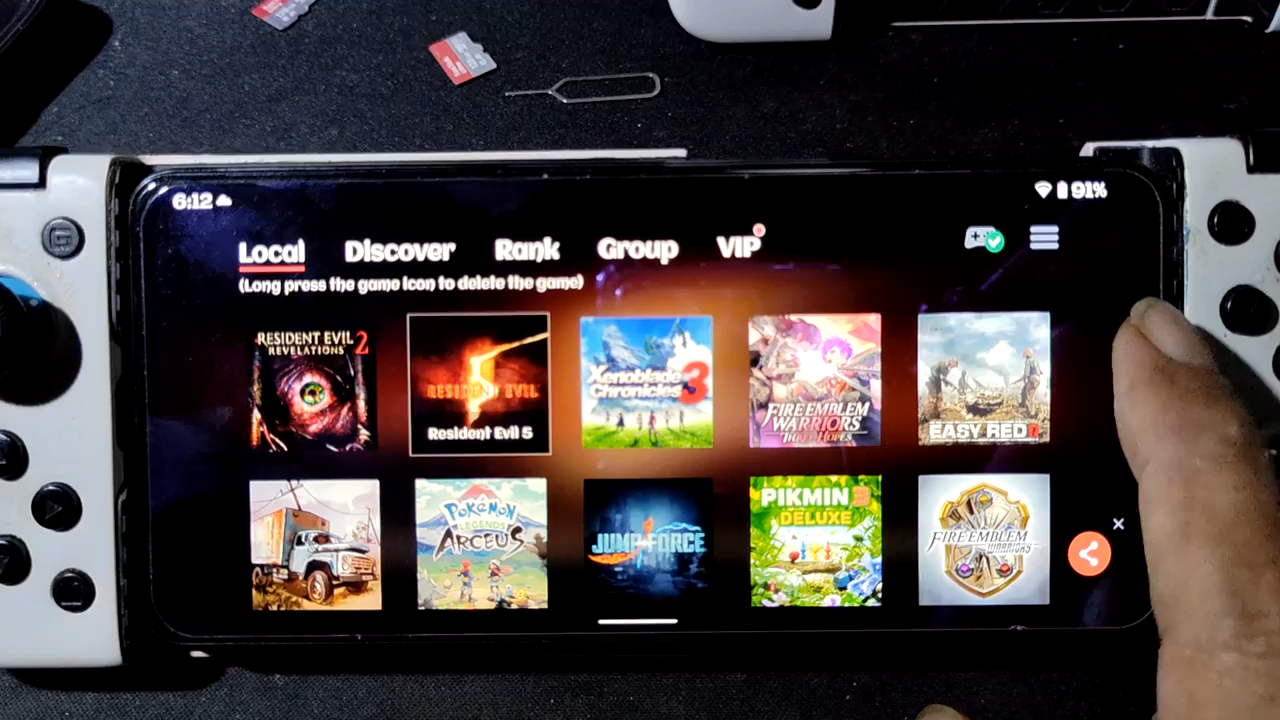 6:12
91%
Local Discover Rank Group VIP
(Long press the game icon to delete the game)
RESIDENT EVIL
REVELATIONS 2
RESIDENT EVIL
5
Resident Evil 5
Xenoblade
Chronicles 3
FIRE EMBLEM
WARRIORS
THREE HOPES
EASY RED
POKÉMON
LEGENDS
ARCEUS
JUMP FORCE
PIKMIN 3
DELUXE
FIRE EMBLEM
WARRIORS
SanDisk
G